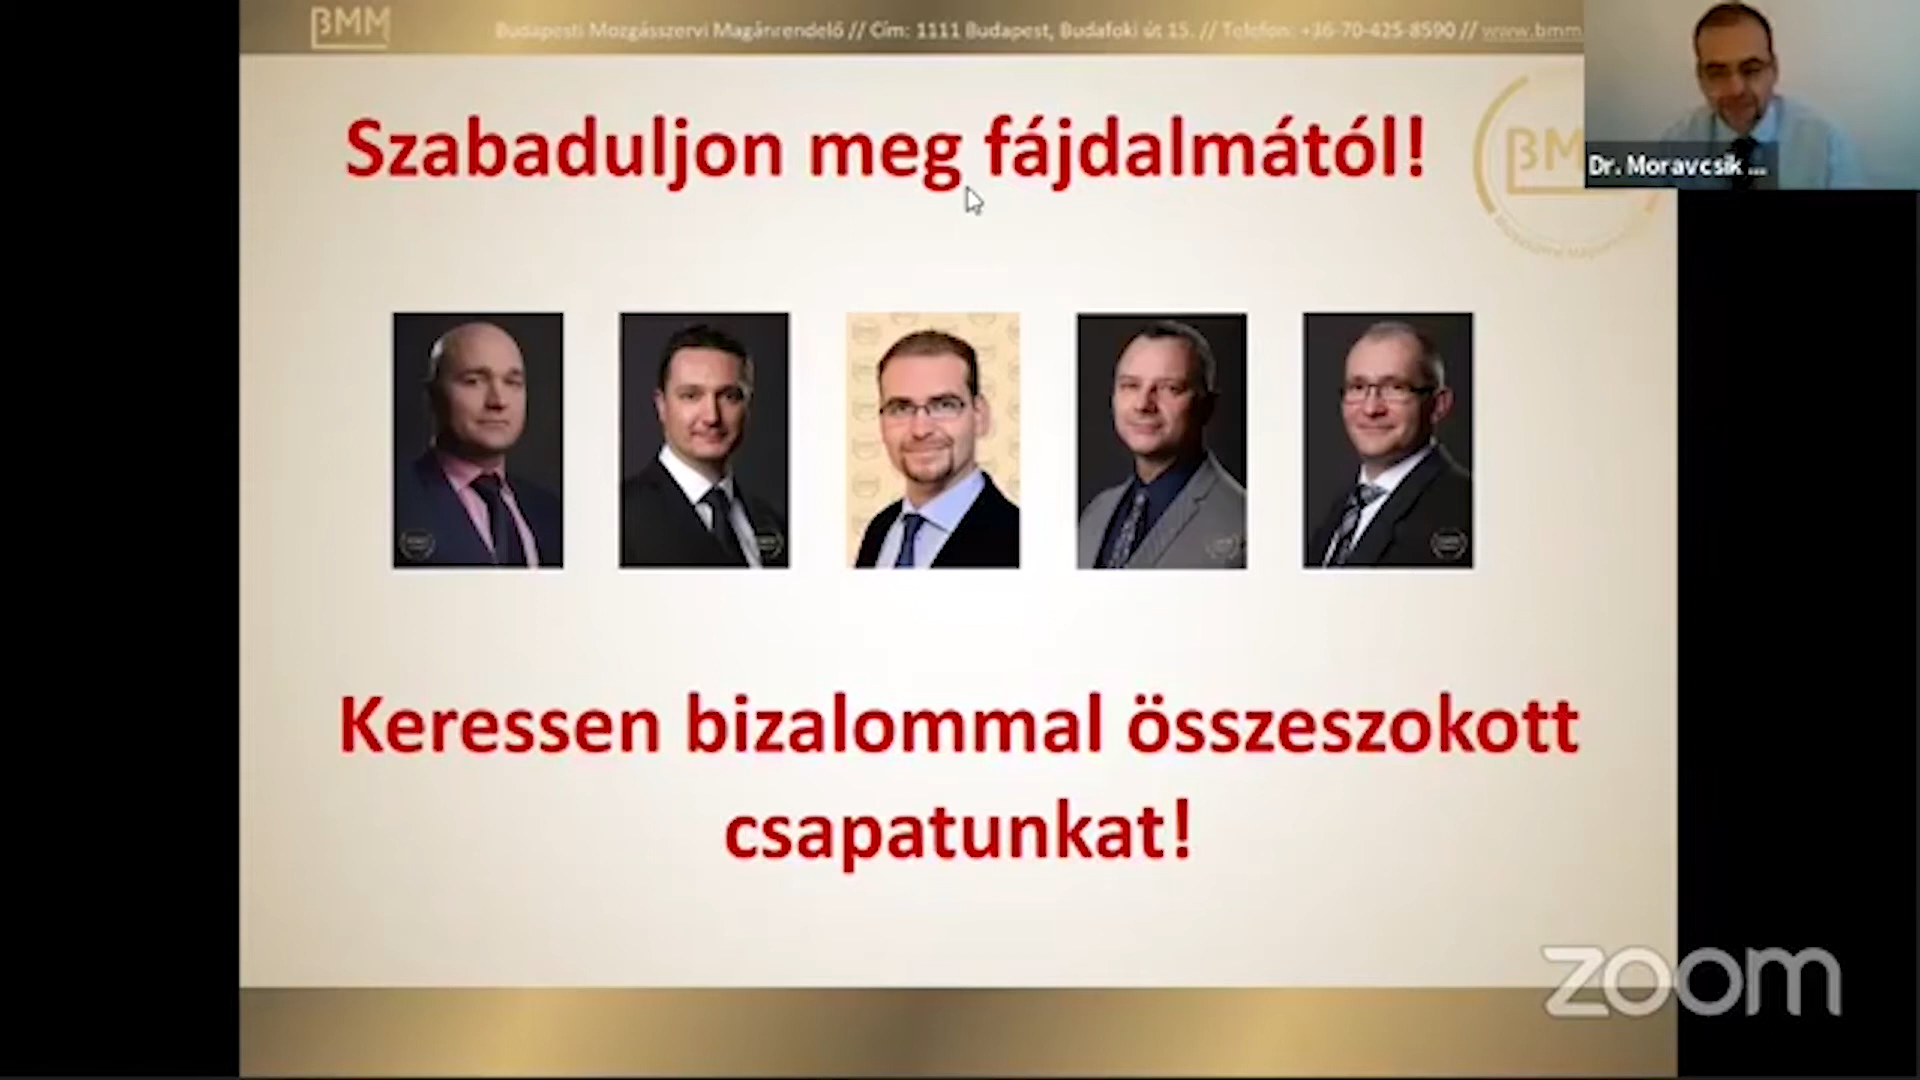 BMM
Budapesti Mozgásszervi Magánrendelő // Cím: 1111 Budapest, Budafoki út 15. // Telefon: +36-70-425-8590 // www.bmm
Szabaduljon meg fájdalmától!
BM
Dr. Moravcsik ...
Keressen bizalommal összeszokott
csapatunkat!
zoom